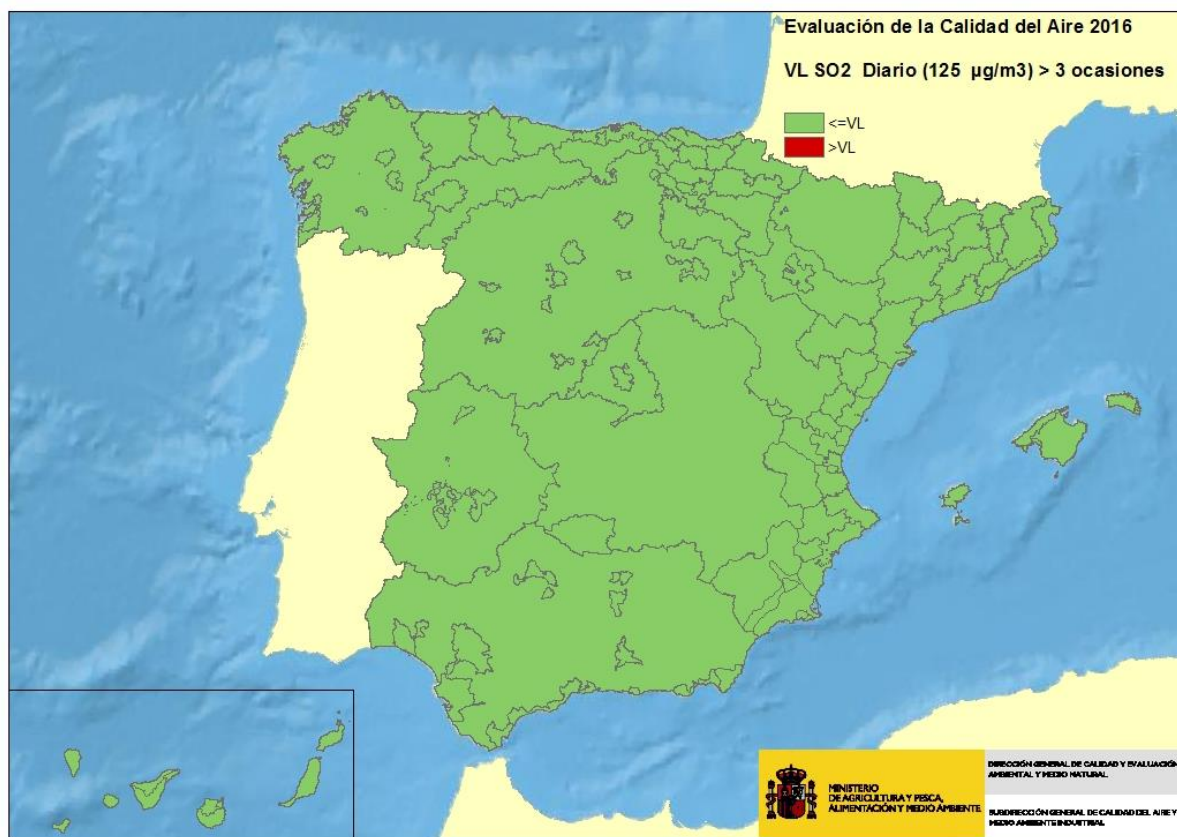 Evaluación de la Calidad del Aire 2016
VL SO2 Diario (125 µg/m3) > 3 ocasiones
<=VL
>VL
MINISTERIO
DE AGRICULTURA Y PESCA,
ALIMENTACIÓN Y MEDIO AMBIENTE
DIRECCIÓN GENERAL DE CALIDAD Y EVALUACIÓN
AMBIENTAL Y MEDIO NATURAL
SUBDIRECCIÓN GENERAL DE CALIDAD DEL AIRE Y
MEDIO AMBIENTE INDUSTRIAL